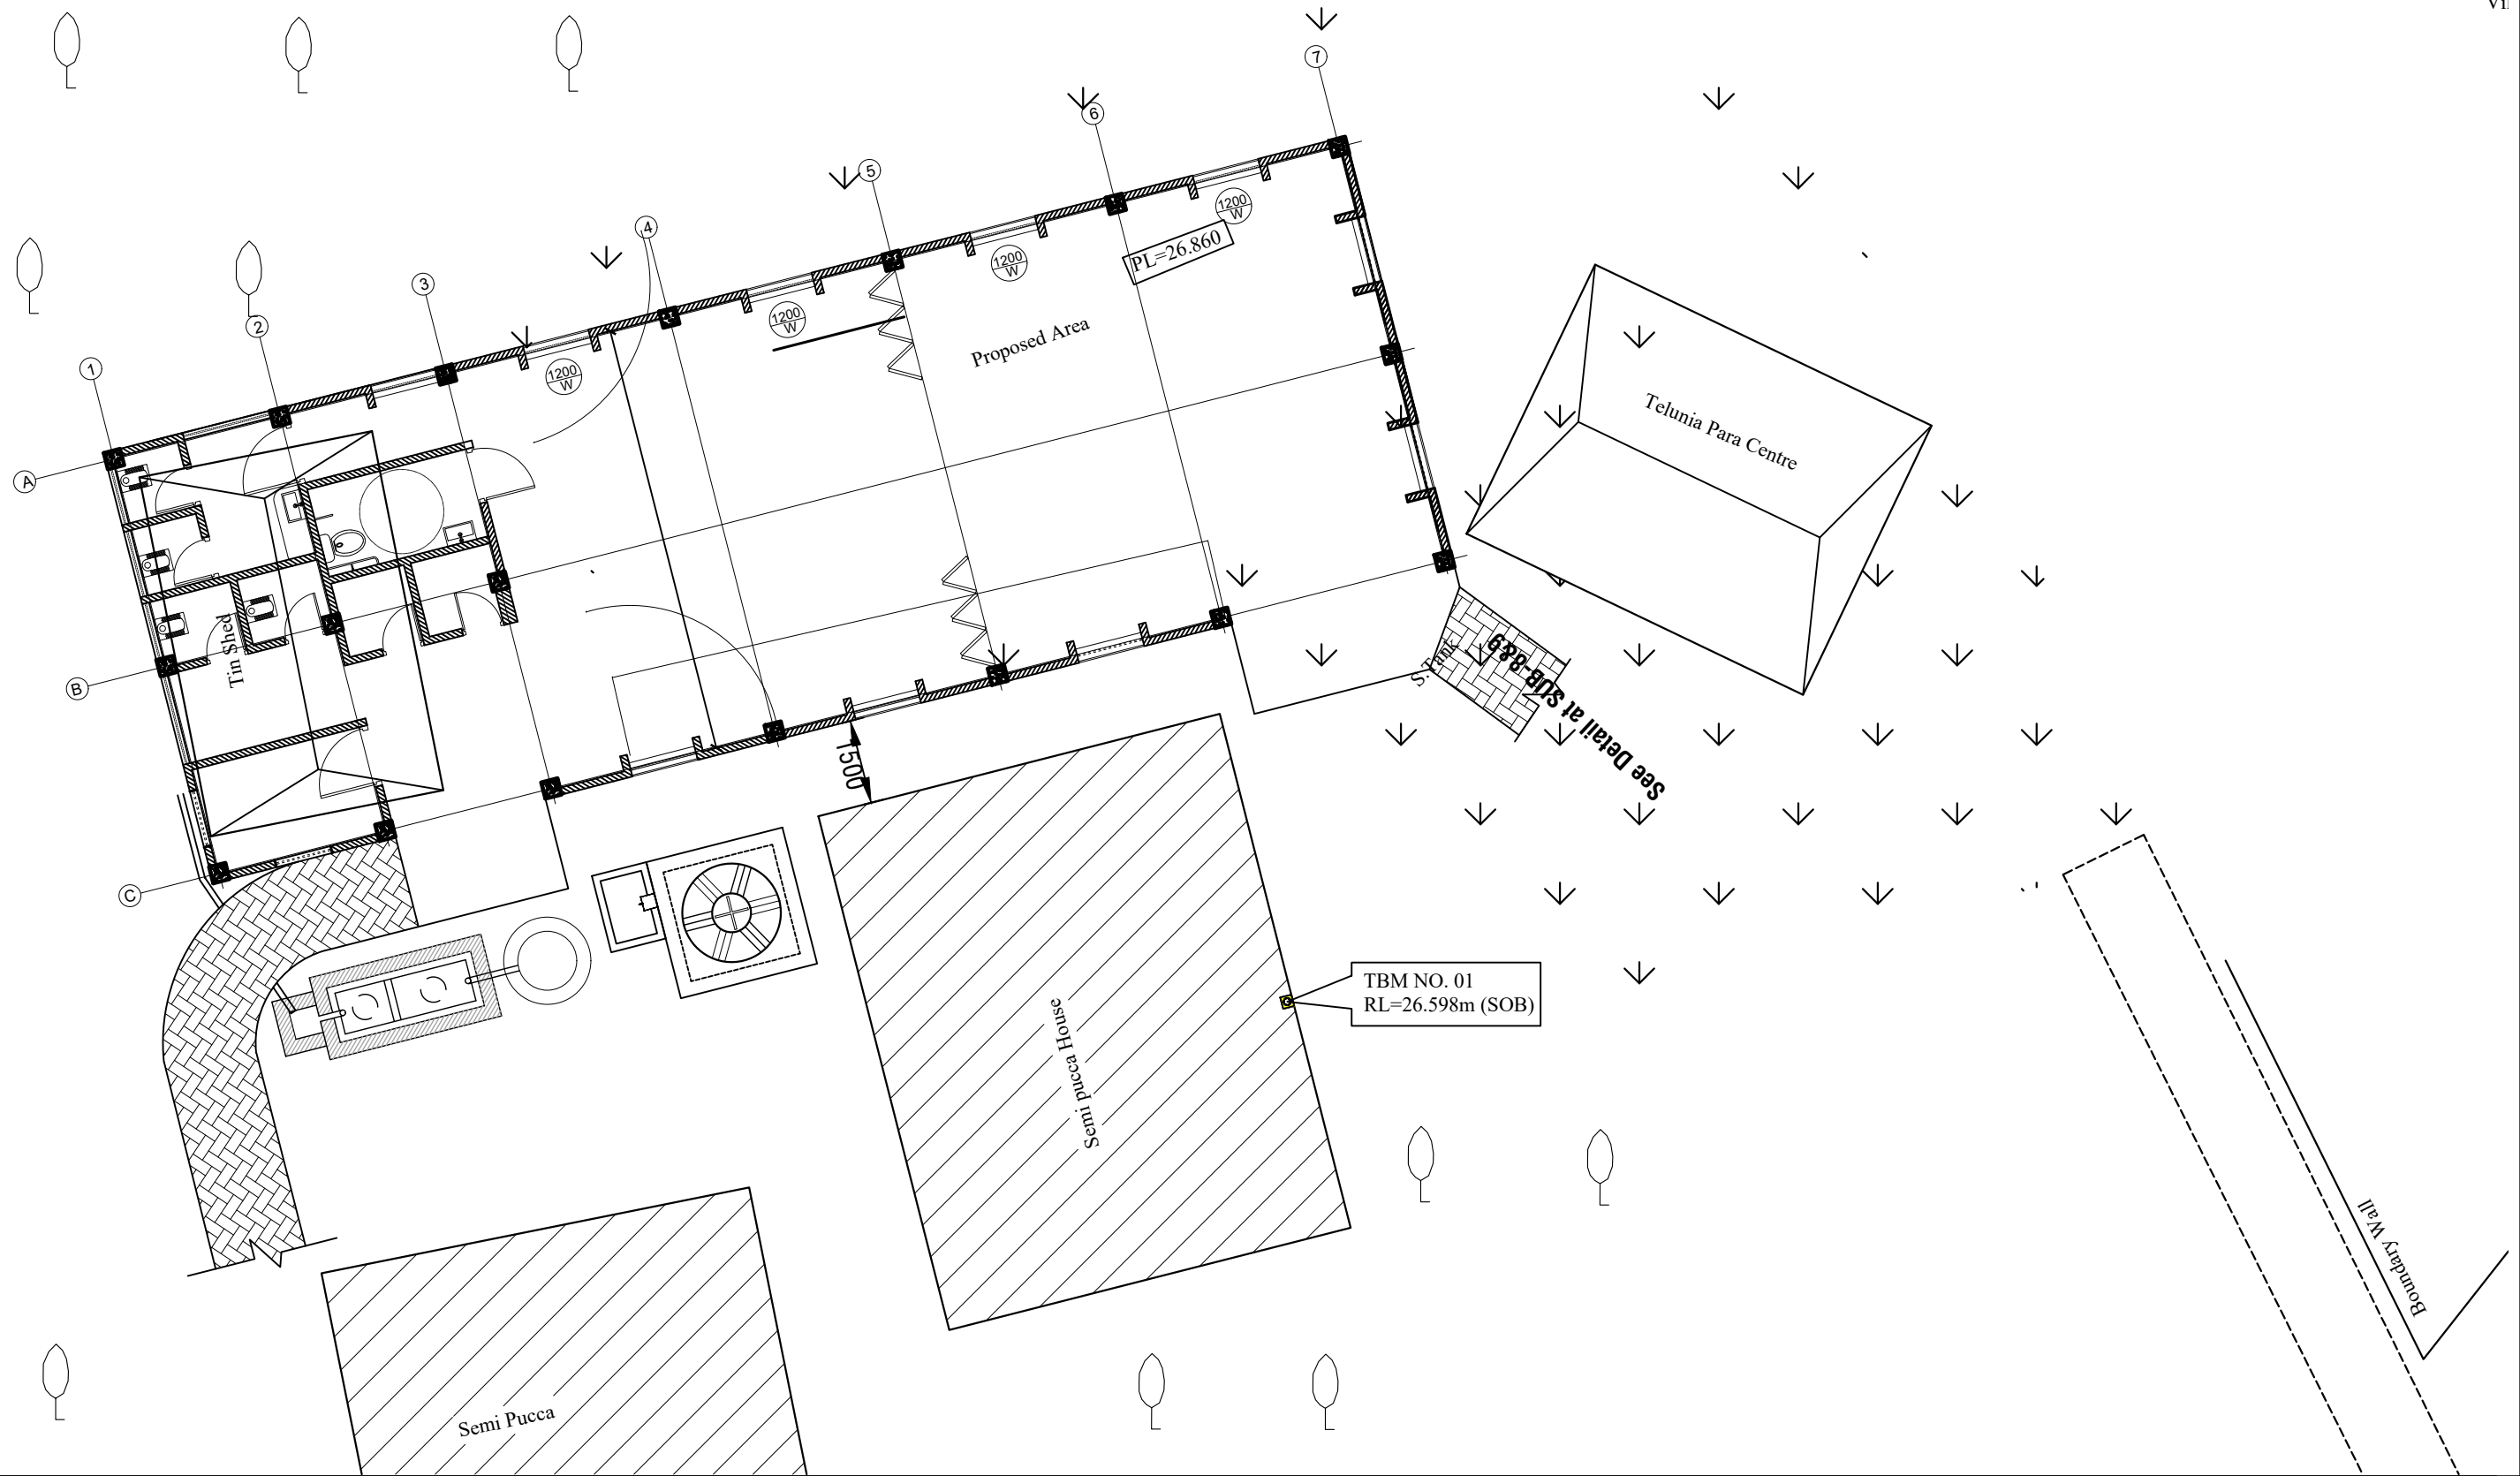 Vil
7
6
5
4
3
2
1
1200
W
PL=26.860
1200
W
1200
W
1200
W
Proposed Area
Telunia Para Centre
A
B
C
Tin Shed
S. Tank
See Detail at SUB-8&9
1500
TBM NO. 01
RL=26.598m (SOB)
Semi pucca House
Boundary Wall
Semi Pucca